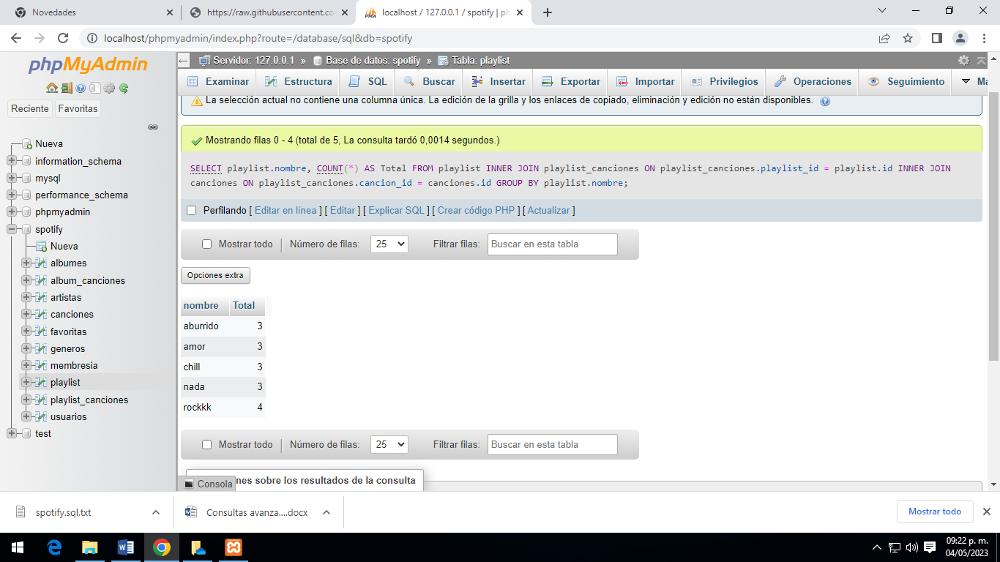 Novedades
https://raw.githubusercontent.co
localhost / 127.0.0.1 / spotify | ph
localhost/phpmyadmin/index.php?route=/database/sql&db=spotify
phpMyAdmin
Reciente
Favoritas
Nueva
information_schema
mysql
performance_schema
phpmyadmin
spotify
Nueva
albumes
album_canciones
artistas
canciones
favoritas
generos
membresia
playlist
playlist_canciones
usuarios
test
Servidor: 127.0.0.1 » Base de datos: spotify » Tabla: playlist
Examinar Estructura SQL Buscar Insertar Exportar Importar Privilegios Operaciones Seguimiento Ma
La selección actual no contiene una columna única. La edición de la grilla y los enlaces de copiado, eliminación y edición no están disponibles.
Mostrando filas 0 - 4 (total de 5, La consulta tardó 0,0014 segundos.)
SELECT playlist.nombre, COUNT(*) AS Total FROM playlist INNER JOIN playlist_canciones ON playlist_canciones.playlist_id = playlist.id INNER JOIN
canciones ON playlist_canciones.cancion_id = canciones.id GROUP BY playlist.nombre;
Perfilando [ Editar en línea ] [ Editar ] [ Explicar SQL ] [ Crear código PHP ] [ Actualizar ]
Mostrar todo | Número de filas: 25 Filtrar filas: Buscar en esta tabla
Opciones extra
nombre Total
aburrido 3
amor 3
chill 3
nada 3
rockkk 4
Mostrar todo | Número de filas: 25 Filtrar filas: Buscar en esta tabla
Consola
nes sobre los resultados de la consulta
spotify.sql.txt
Consultas avanza....docx
Mostrar todo
09:22 p. m.
04/05/2023